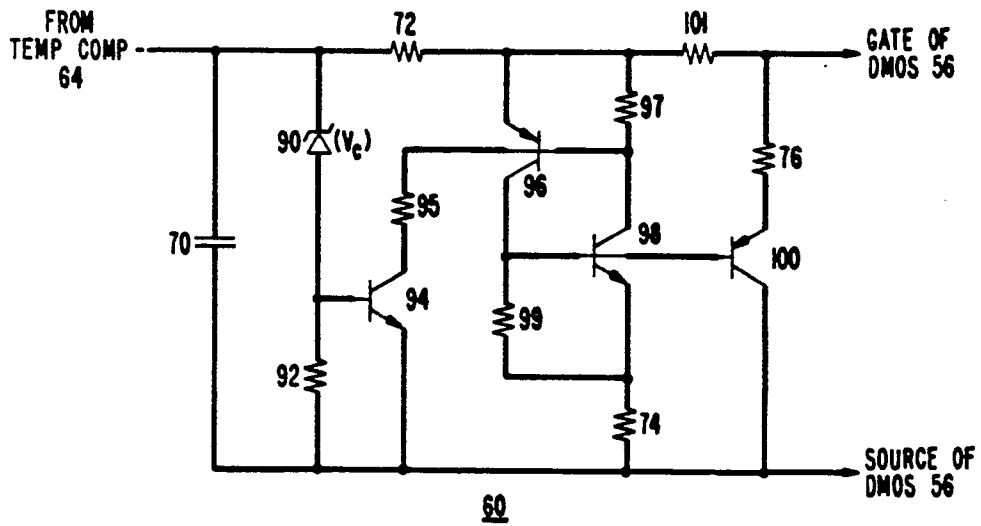 FROM
TEMP COMP
64
72
101
GATE OF
DMOS 56
90
(Vc)
97
76
96
95
70
98
100
94
99
92
74
SOURCE OF
DMOS 56
60